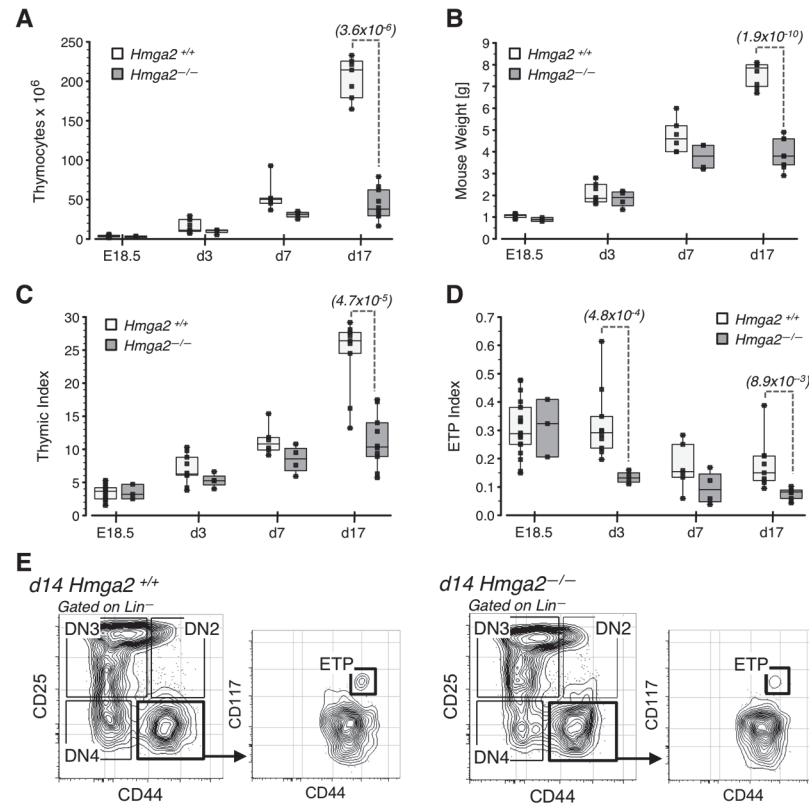 A
(3.6x10-6)
250
200
150
100
50
0
Thymocytes x 10⁶
Hmga2 +/+
Hmga2−/−
E18.5 d3 d7 d17
B
(1.9x10-10)
9
8
7
6
5
4
3
2
1
0
Mouse Weight [g]
Hmga2 +/+
Hmga2−/−
E18.5 d3 d7 d17
C
(4.7x10-5)
30
25
20
15
10
5
0
Thymic Index
Hmga2 +/+
Hmga2−/−
E18.5 d3 d7 d17
D
(4.8x10-4)
(8.9x10−3)
0.7
0.6
0.5
0.4
0.3
0.2
0.1
0.0
ETP Index
Hmga2 +/+
Hmga2−/−
E18.5 d3 d7 d17
E
d14 Hmga2 +/+
Gated on Lin−
DN3 DN2
DN4
CD25
CD44
ETP
CD117
CD44
d14 Hmga2−/−
Gated on Lin−
DN3 DN2
DN4
CD25
CD44
ETP
CD117
CD44